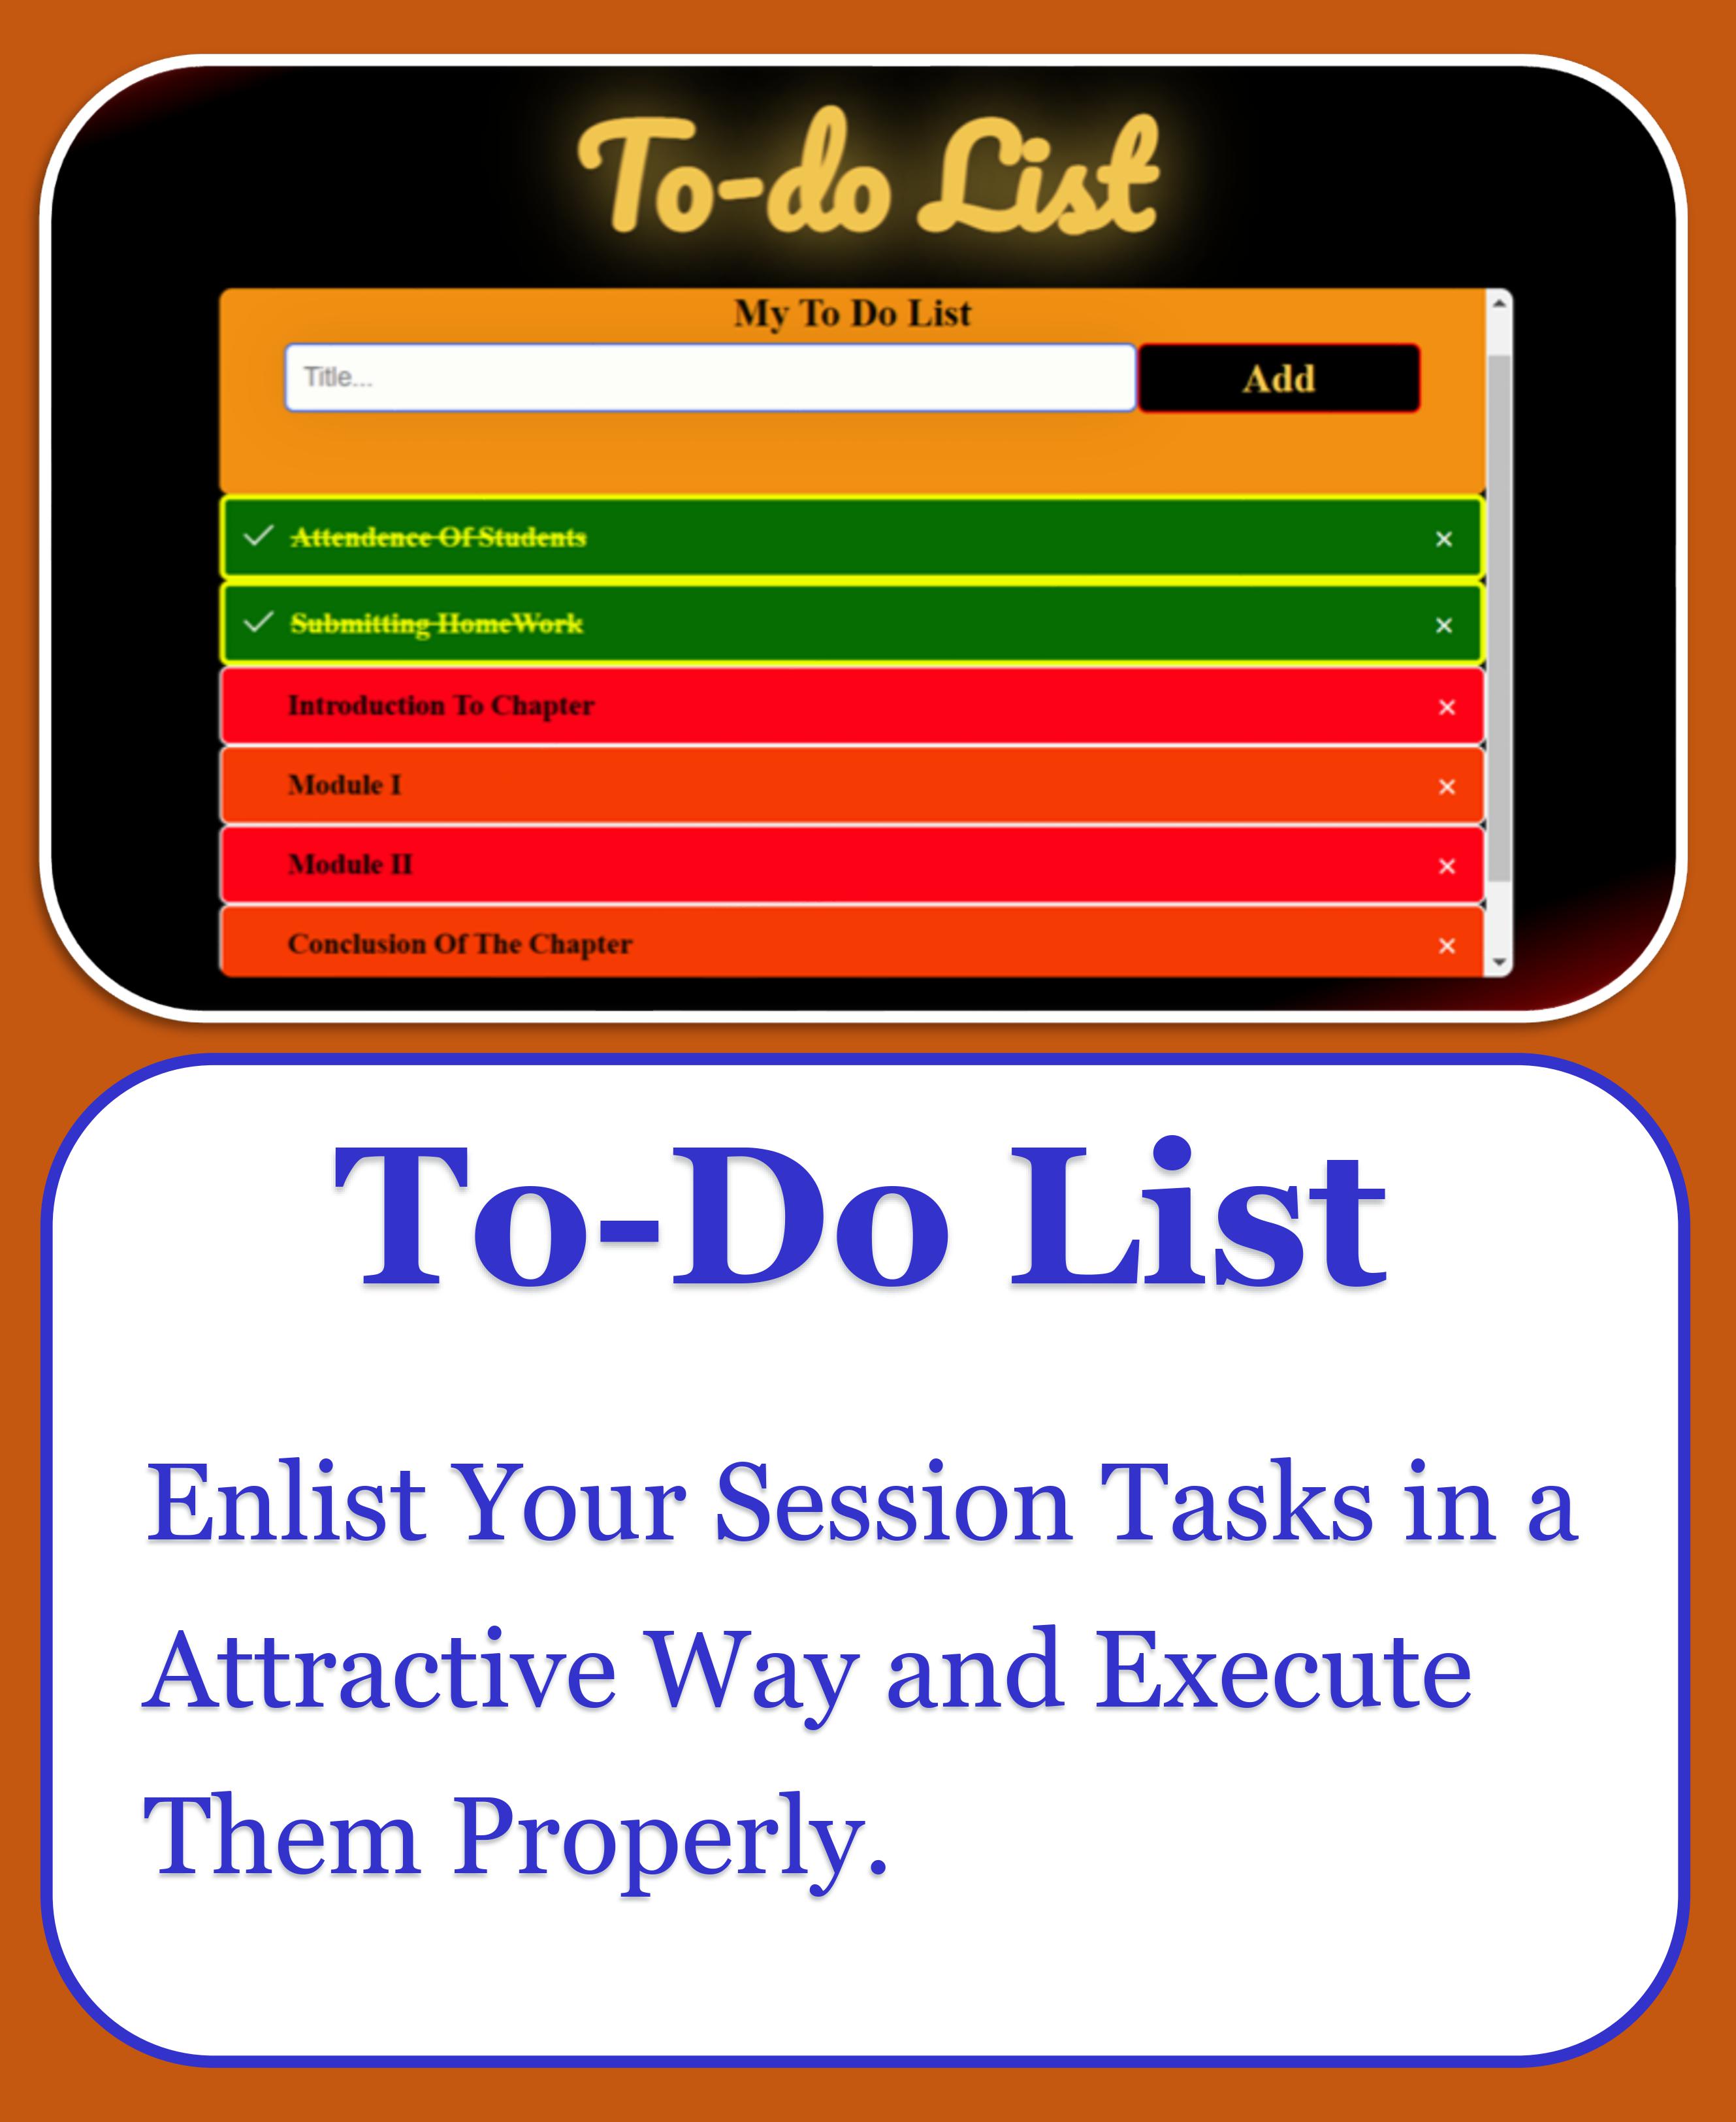 To-do List
My To Do List
Title...
Add
Attendence Of Students
Submitting HomeWork
Introduction To Chapter
Module I
Module II
Conclusion Of The Chapter
To-Do List
Enlist Your Session Tasks in a
Attractive Way and Execute
Them Properly.